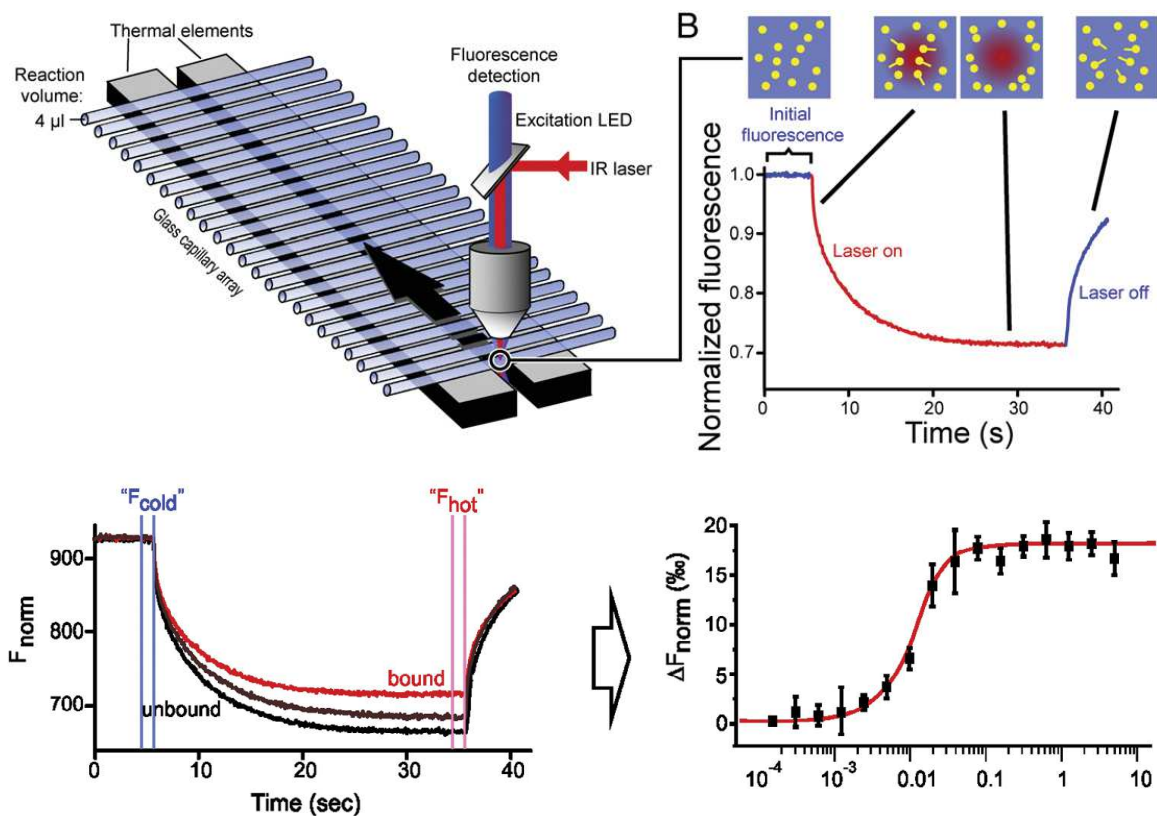 Thermal elements
Reaction
volume:
4 µl
Glass capillary array
Fluorescence
detection
Excitation LED
IR laser
B
Initial
fluorescence
Normalized fluorescence
1.0
0.9
0.8
0.7
Laser on
Laser off
0
10
20
30
40
Time (s)
"Fcold"
"Fhot"
Fnorm
900
800
700
bound
unbound
0
10
20
30
40
Time (sec)
ΔFnorm (‰)
20
15
10
5
0
10-4
10-3
0.01
0.1
1
10